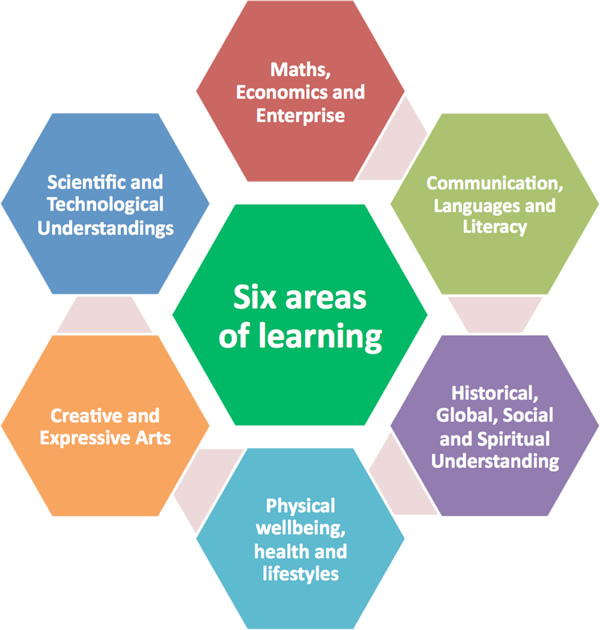 Maths,
Economics and
Enterprise
Communication,
Languages and
Literacy
Historical,
Global, Social
and Spiritual
Understanding
Physical
wellbeing,
health and
lifestyles
Creative and
Expressive Arts
Scientific and
Technological
Understandings
Six areas
of learning